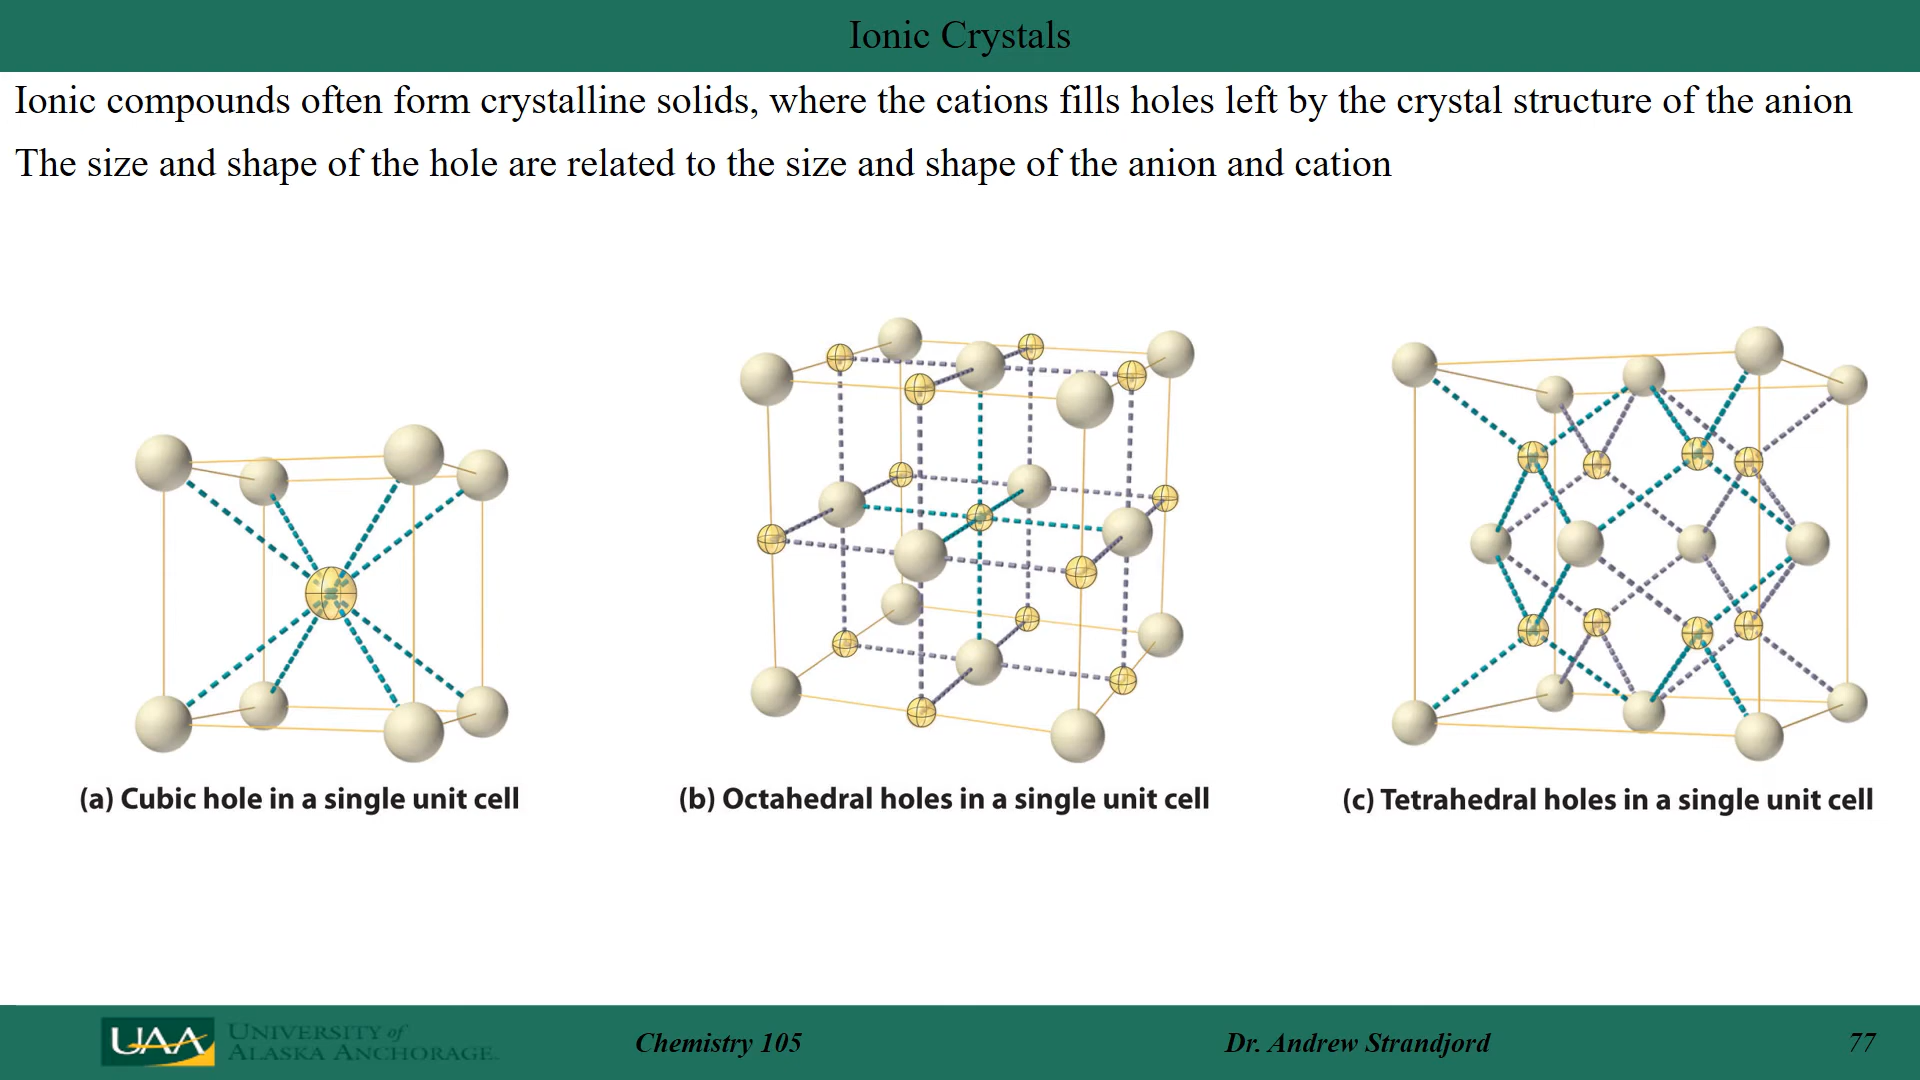 Ionic Crystals
Ionic compounds often form crystalline solids, where the cations fills holes left by the crystal structure of the anion
The size and shape of the hole are related to the size and shape of the anion and cation
(a) Cubic hole in a single unit cell
(b) Octahedral holes in a single unit cell
(c) Tetrahedral holes in a single unit cell
UAA
UNIVERSITY of
ALASKA ANCHORAGE.
Chemistry 105
Dr. Andrew Strandjord
77